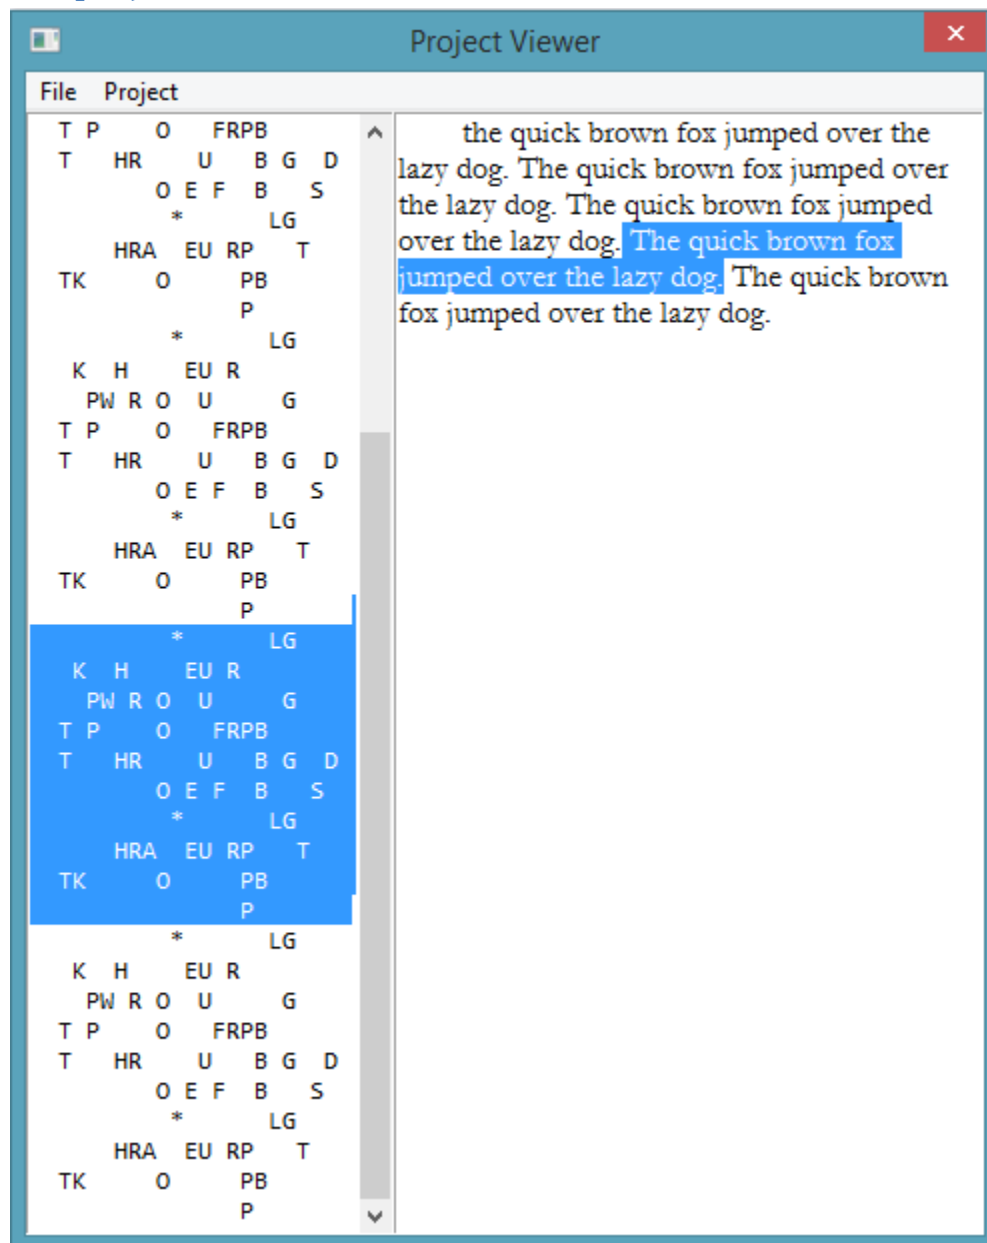 Project Viewer
File Project
T P O FRPB
T HR U B G D
O E F B S
* LG
HRA EU RP T
TK O PB
P
* LG
K H EU R
PW R O U G
T P O FRPB
T HR U B G D
O E F B S
* LG
HRA EU RP T
TK O PB
P
* LG
K H EU R
PW R O U G
T P O FRPB
T HR U B G D
O E F B S
* LG
HRA EU RP T
TK O PB
P
* LG
K H EU R
PW R O U G
T P O FRPB
T HR U B G D
O E F B S
* LG
HRA EU RP T
TK O PB
P
the quick brown fox jumped over the
lazy dog. The quick brown fox jumped over
the lazy dog. The quick brown fox jumped
over the lazy dog. The quick brown fox
jumped over the lazy dog. The quick brown
fox jumped over the lazy dog.